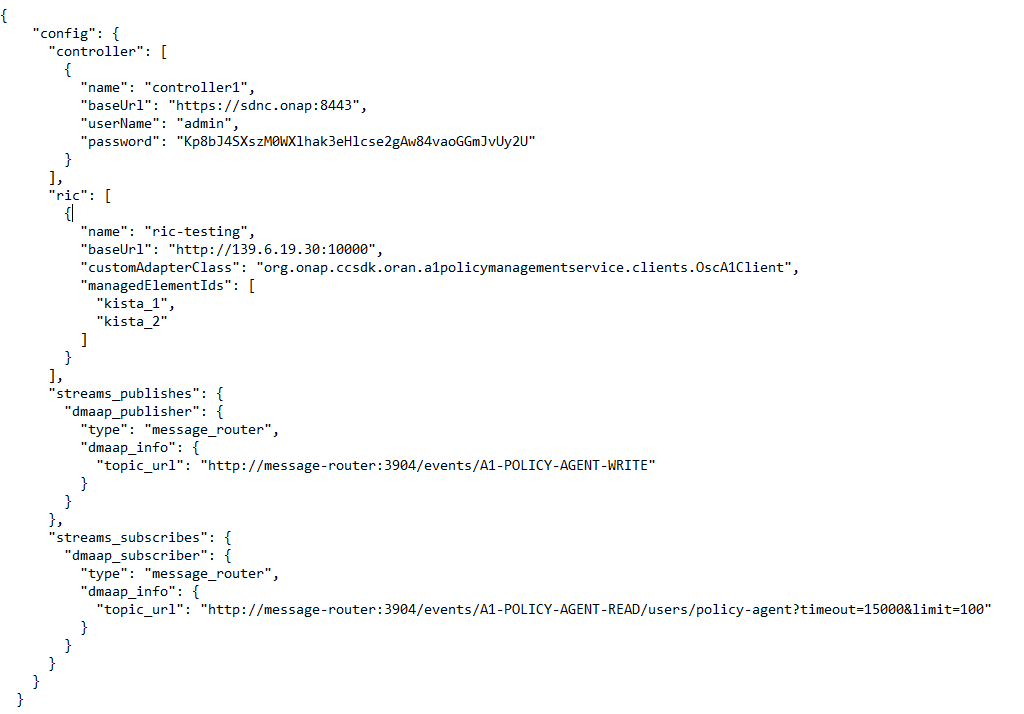 {
    "config": {
      "controller": [
        {
          "name": "controller1",
          "baseUrl": "https://sdnc.onap:8443",
          "userName": "admin",
          "password": "Kp8bJ4SXszM0WXlhak3eHlcse2gAw84vaoGGmJvUy2U"
        }
      ],
      "ric": [
        {
          "name": "ric-testing",
          "baseUrl": "http://139.6.19.30:10000",
          "customAdapterClass": "org.onap.ccsdk.oran.a1policymanagementservice.clients.OscA1Client",
          "managedElementIds": [
            "kista_1",
            "kista_2"
          ]
        }
      ],
      "streams_publishes": {
        "dmaap_publisher": {
          "type": "message_router",
          "dmaap_info": {
            "topic_url": "http://message-router:3904/events/A1-POLICY-AGENT-WRITE"
          }
        }
      },
      "streams_subscribes": {
        "dmaap_subscriber": {
          "type": "message_router",
          "dmaap_info": {
            "topic_url": "http://message-router:3904/events/A1-POLICY-AGENT-READ/users/policy-agent?timeout=15000&limit=100"
          }
        }
      }
    }
  }